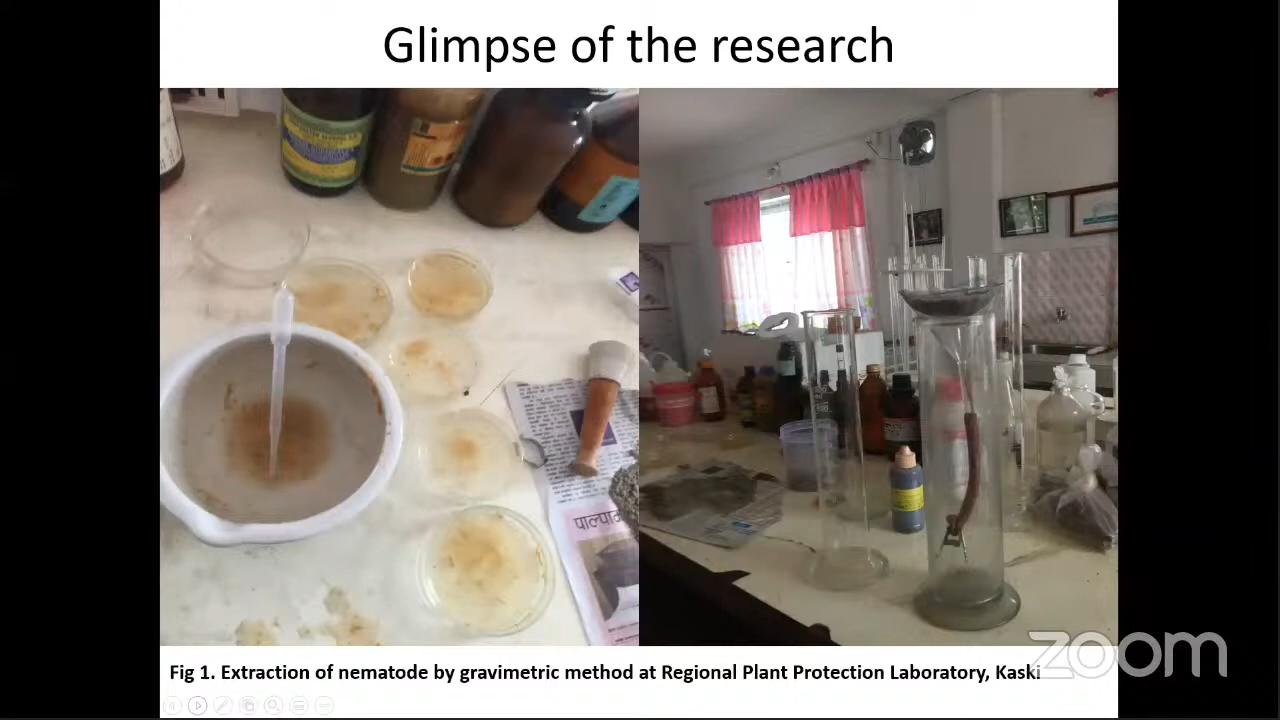 Glimpse of the research
पाल्पा
Fig 1. Extraction of nematode by gravimetric method at Regional Plant Protection Laboratory, Kaski
zoom